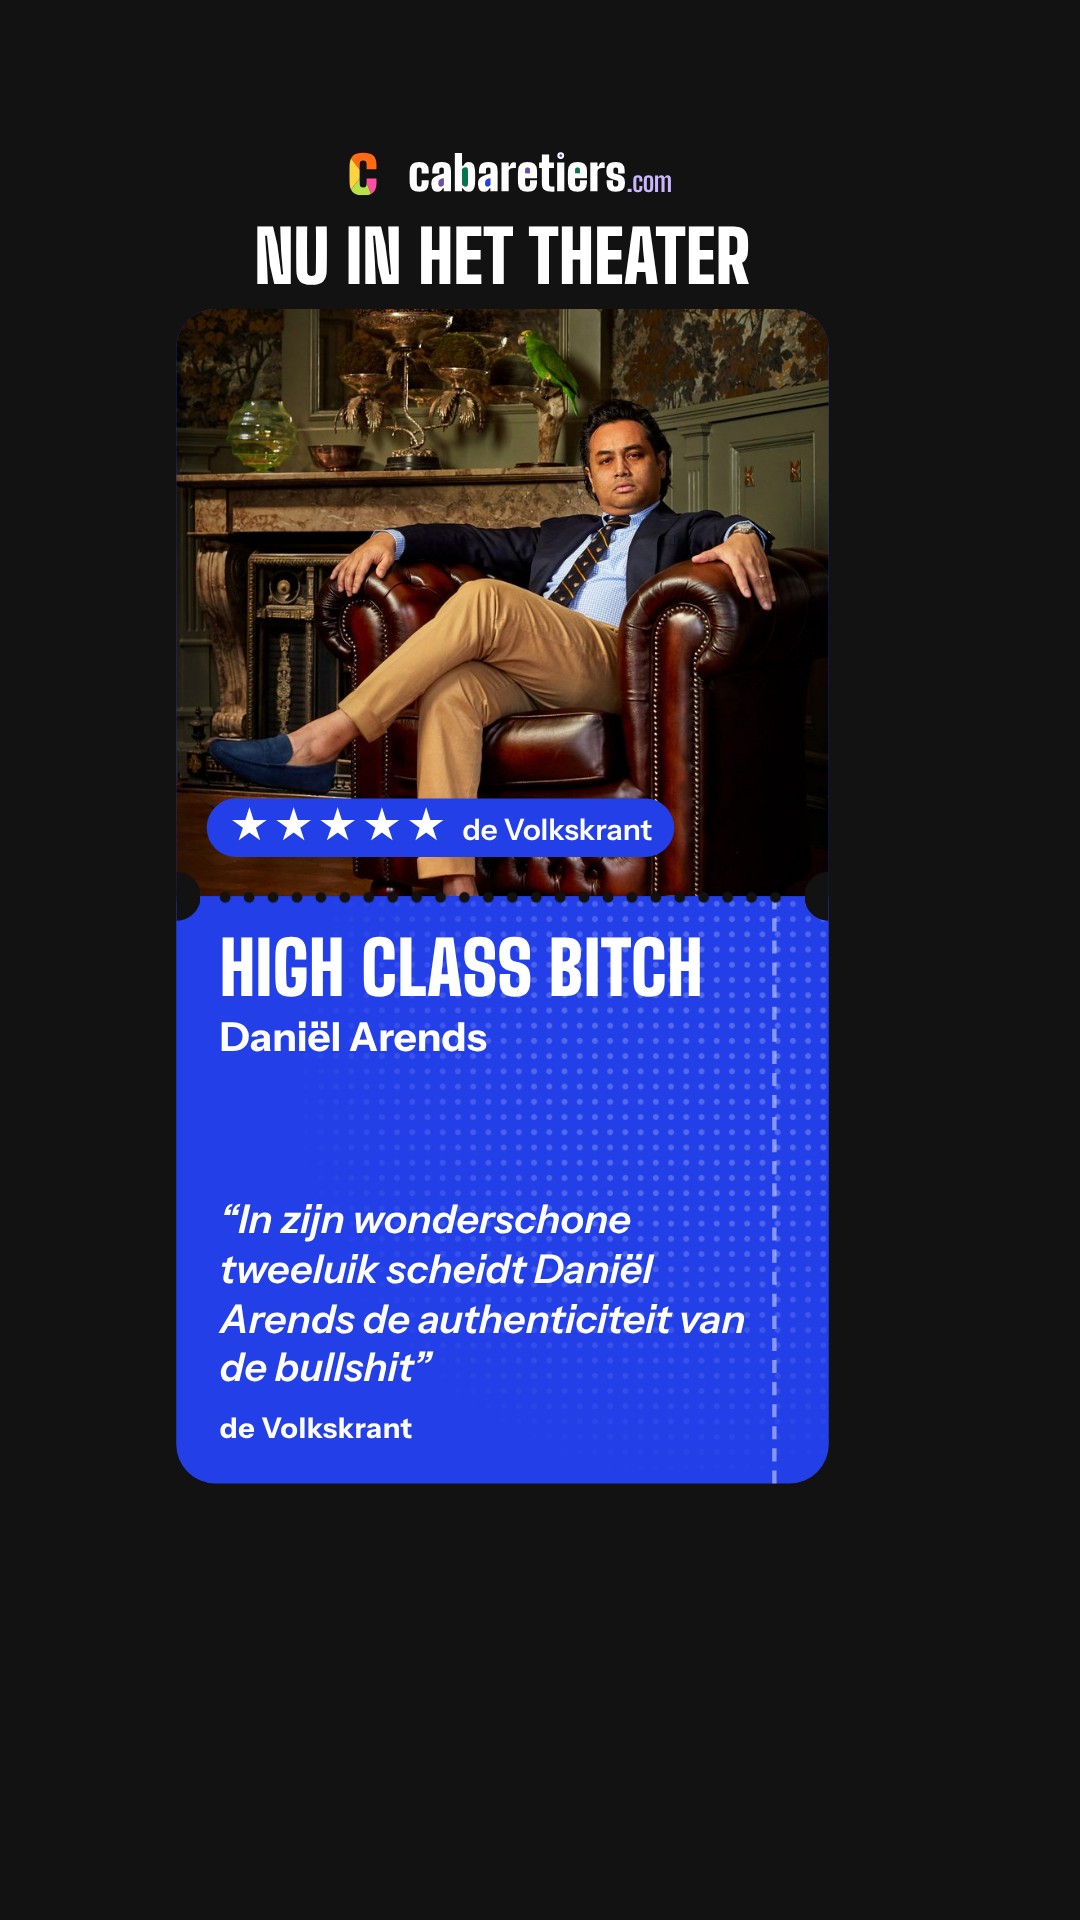 C cabaretiers.com
NU IN HET THEATER
★★★★★ de Volkskrant
HIGH CLASS BITCH
Daniël Arends
“In zijn wonderschone
tweeluik scheidt Daniël
Arends de authenticiteit van
de bullshit”
de Volkskrant